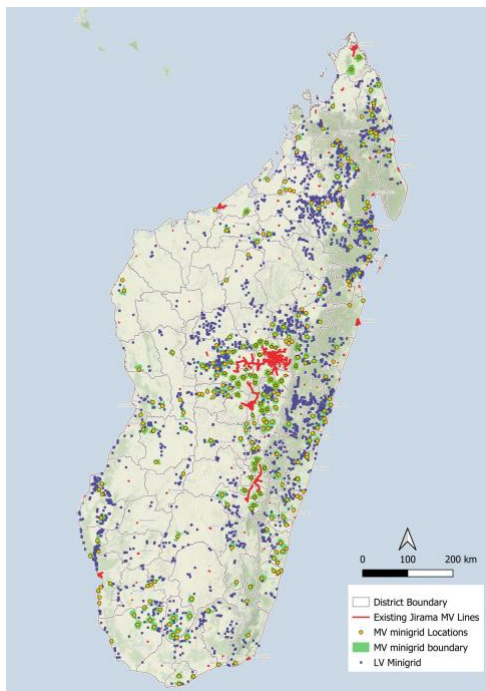 0
100
200 km
District Boundary
Existing Jirama MV Lines
MV minigrid Locations
MV minigrid boundary
LV Minigrid